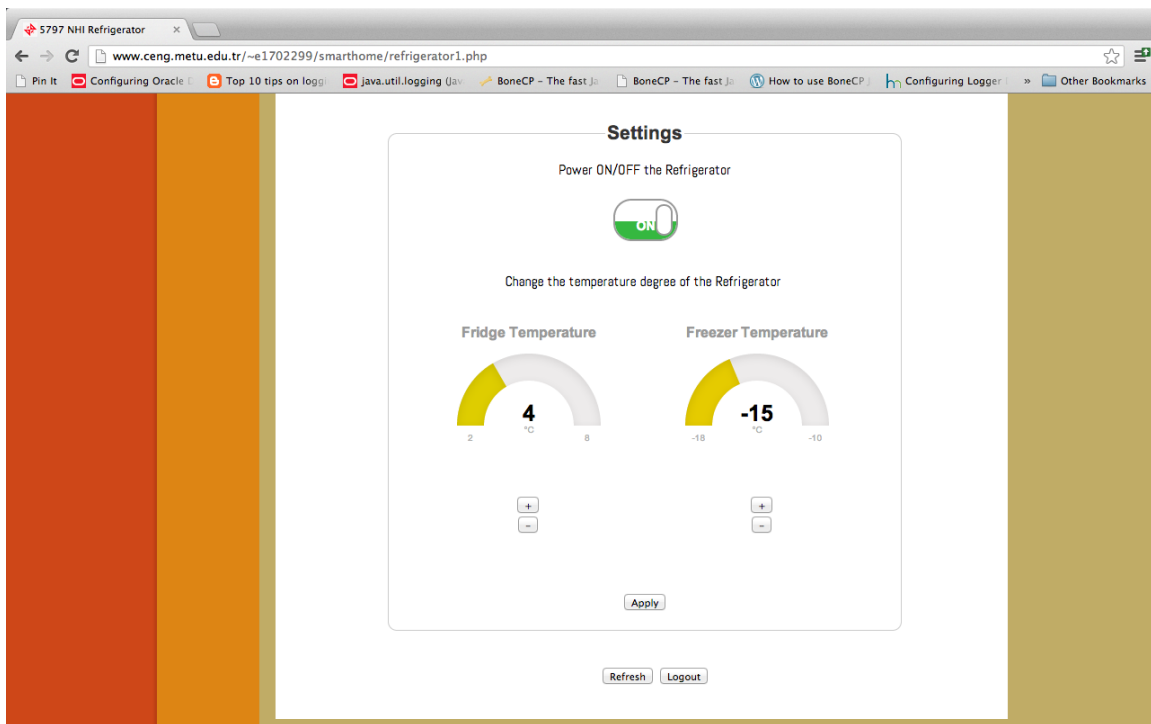 5797 NHI Refrigerator
www.ceng.metu.edu.tr/~e1702299/smarthome/refrigerator1.php
Pin It Configuring Oracle Top 10 tips on loggi java.util.logging (Jav BoneCP - The fast Ja BoneCP - The fast Ja How to use BoneCP Configuring Logger » Other Bookmarks
Settings
Power ON/OFF the Refrigerator
ON
Change the temperature degree of the Refrigerator
Fridge Temperature Freezer Temperature
4 -15
°C °C
2 8 -18 -10
+ +
- -
Apply
Refresh Logout